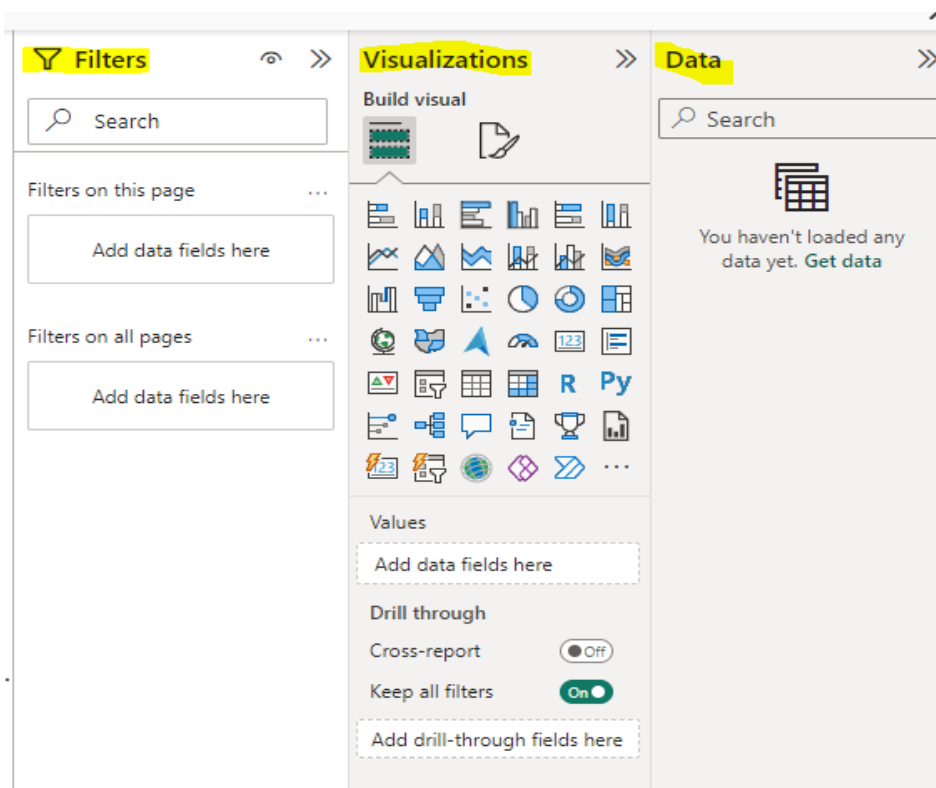 Filters
Search
Filters on this page
...
Add data fields here
Filters on all pages
...
Add data fields here
Visualizations
Build visual
123
R
Py
123
...
Values
Add data fields here
Drill through
Cross-report
Off
Keep all filters
On
Add drill-through fields here
Data
Search
You haven't loaded any
data yet. Get data